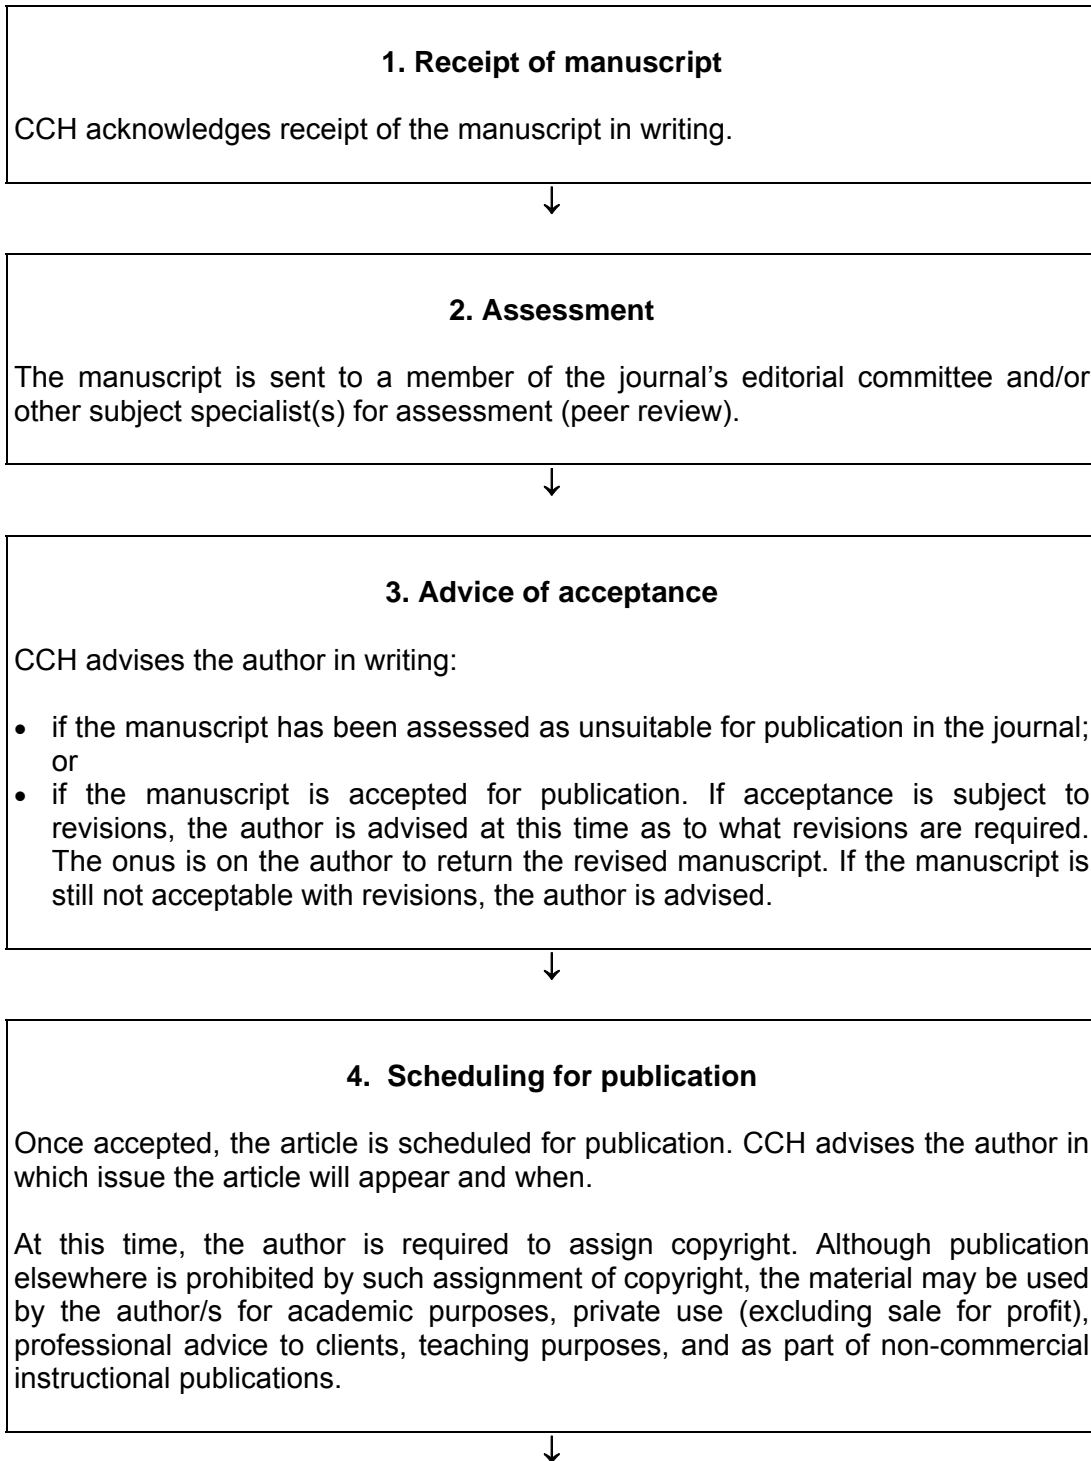 1. Receipt of manuscript
CCH acknowledges receipt of the manuscript in writing.
↓
2. Assessment
The manuscript is sent to a member of the journal’s editorial committee and/or
other subject specialist(s) for assessment (peer review).
↓
3. Advice of acceptance
CCH advises the author in writing:
• if the manuscript has been assessed as unsuitable for publication in the journal;
or
• if the manuscript is accepted for publication. If acceptance is subject to
revisions, the author is advised at this time as to what revisions are required.
The onus is on the author to return the revised manuscript. If the manuscript is
still not acceptable with revisions, the author is advised.
↓
4. Scheduling for publication
Once accepted, the article is scheduled for publication. CCH advises the author in
which issue the article will appear and when.
At this time, the author is required to assign copyright. Although publication
elsewhere is prohibited by such assignment of copyright, the material may be used
by the author/s for academic purposes, private use (excluding sale for profit),
professional advice to clients, teaching purposes, and as part of non-commercial
instructional publications.
↓